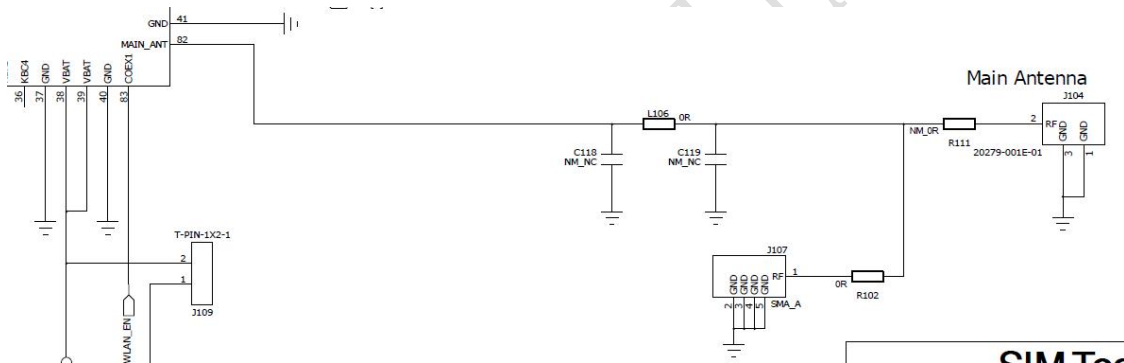 GND 41
MAIN_ANT 82
36 KBC4
37 GND
38 VBAT
39 VBAT
40 GND
83 COEX1
Main Antenna
J104
L106 0R
2 RF GND GND
NM_0R
R111
20279-001E-01
3 1
C118
NM_NC
C119
NM_NC
T-PIN-1X2-1
2
1
J109
WLAN_EN
J107
GND GND GND GND
RF 1
0R
R102
2 3 4 5
SMA_A